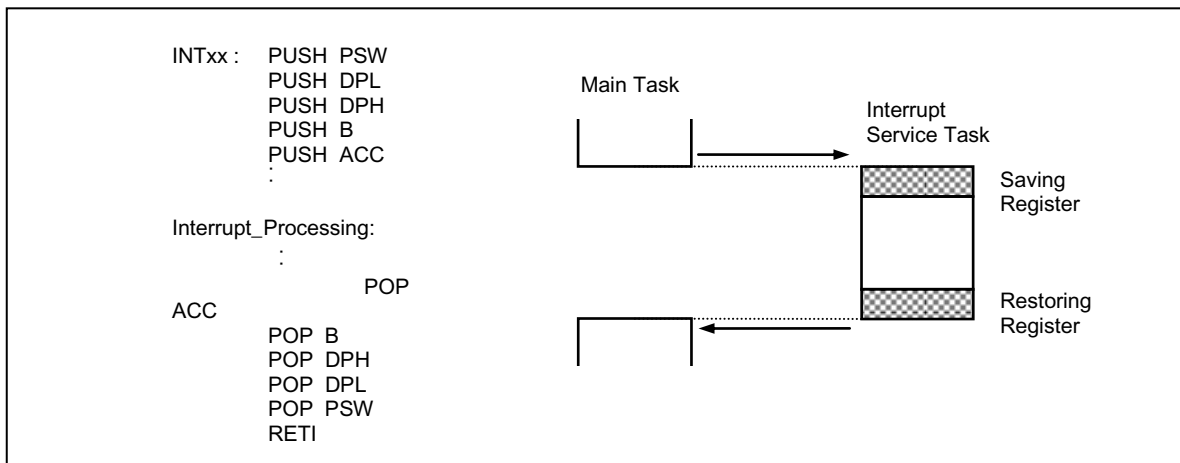 INTxx : PUSH PSW
PUSH DPL
PUSH DPH
PUSH B
PUSH ACC
:
Interrupt_Processing:
:
POP
ACC
POP B
POP DPH
POP DPL
POP PSW
RETI
Main Task
Interrupt
Service Task
Saving
Register
Restoring
Register